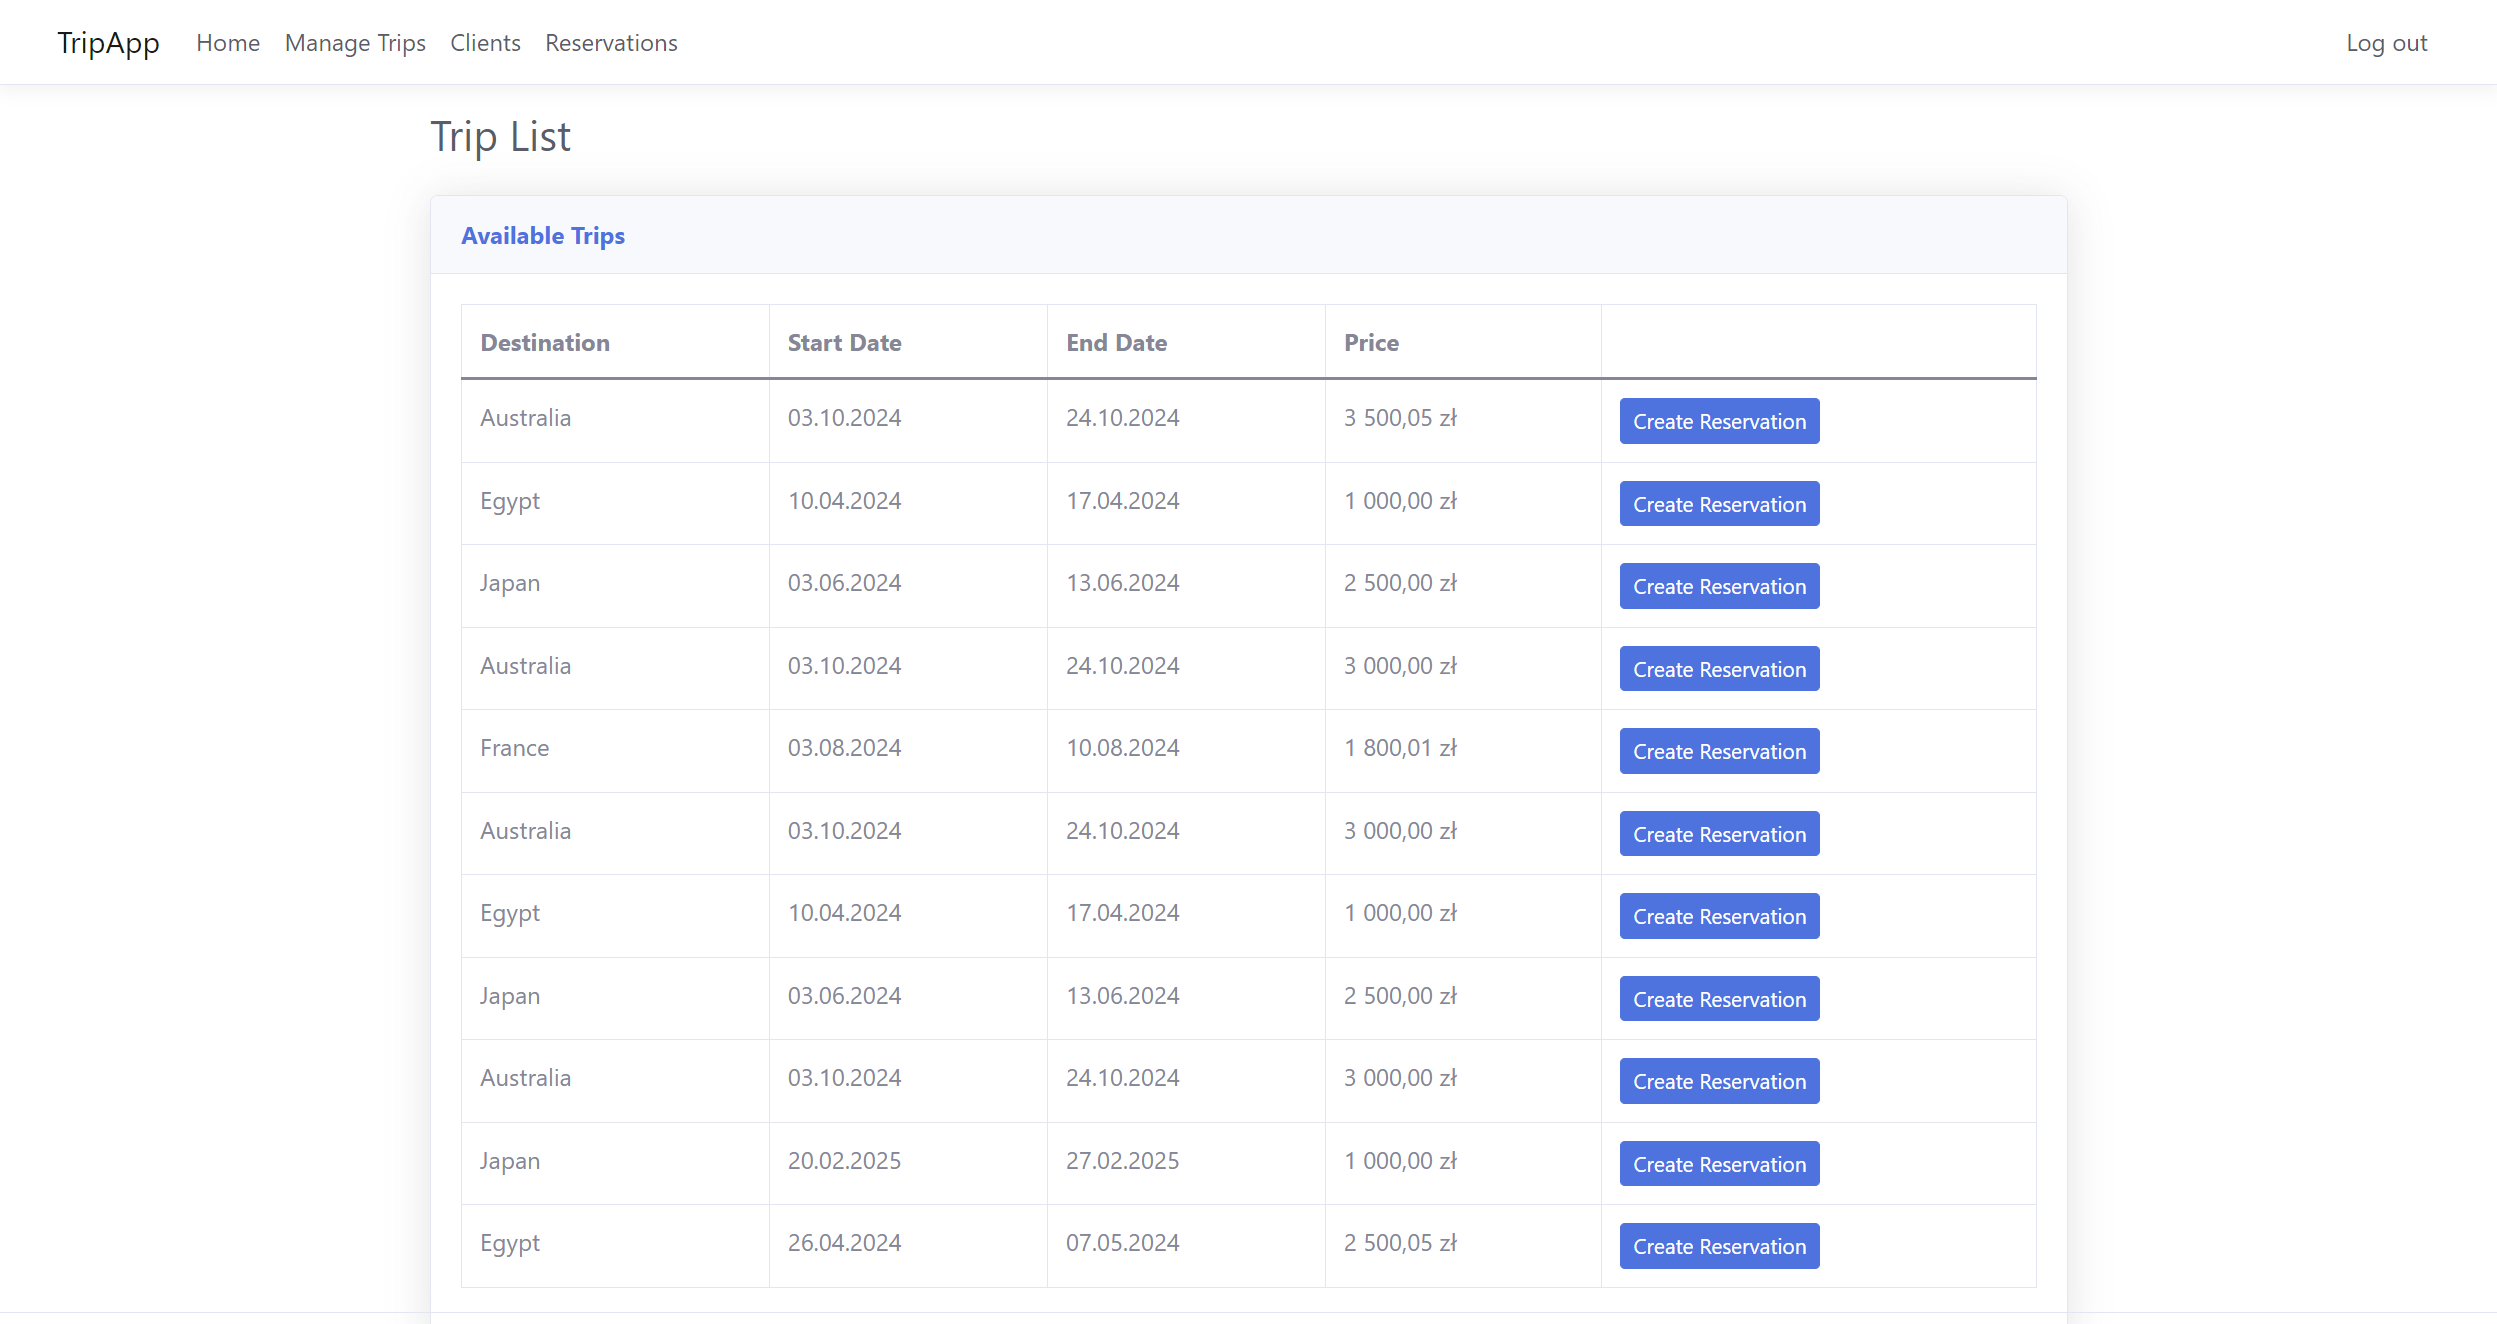 TripApp Home Manage Trips Clients Reservations Log out
Trip List
Available Trips
Destination Start Date End Date Price
Australia 03.10.2024 24.10.2024 3 500,05 zł Create Reservation
Egypt 10.04.2024 17.04.2024 1 000,00 zł Create Reservation
Japan 03.06.2024 13.06.2024 2 500,00 zł Create Reservation
Australia 03.10.2024 24.10.2024 3 000,00 zł Create Reservation
France 03.08.2024 10.08.2024 1 800,01 zł Create Reservation
Australia 03.10.2024 24.10.2024 3 000,00 zł Create Reservation
Egypt 10.04.2024 17.04.2024 1 000,00 zł Create Reservation
Japan 03.06.2024 13.06.2024 2 500,00 zł Create Reservation
Australia 03.10.2024 24.10.2024 3 000,00 zł Create Reservation
Japan 20.02.2025 27.02.2025 1 000,00 zł Create Reservation
Egypt 26.04.2024 07.05.2024 2 500,05 zł Create Reservation